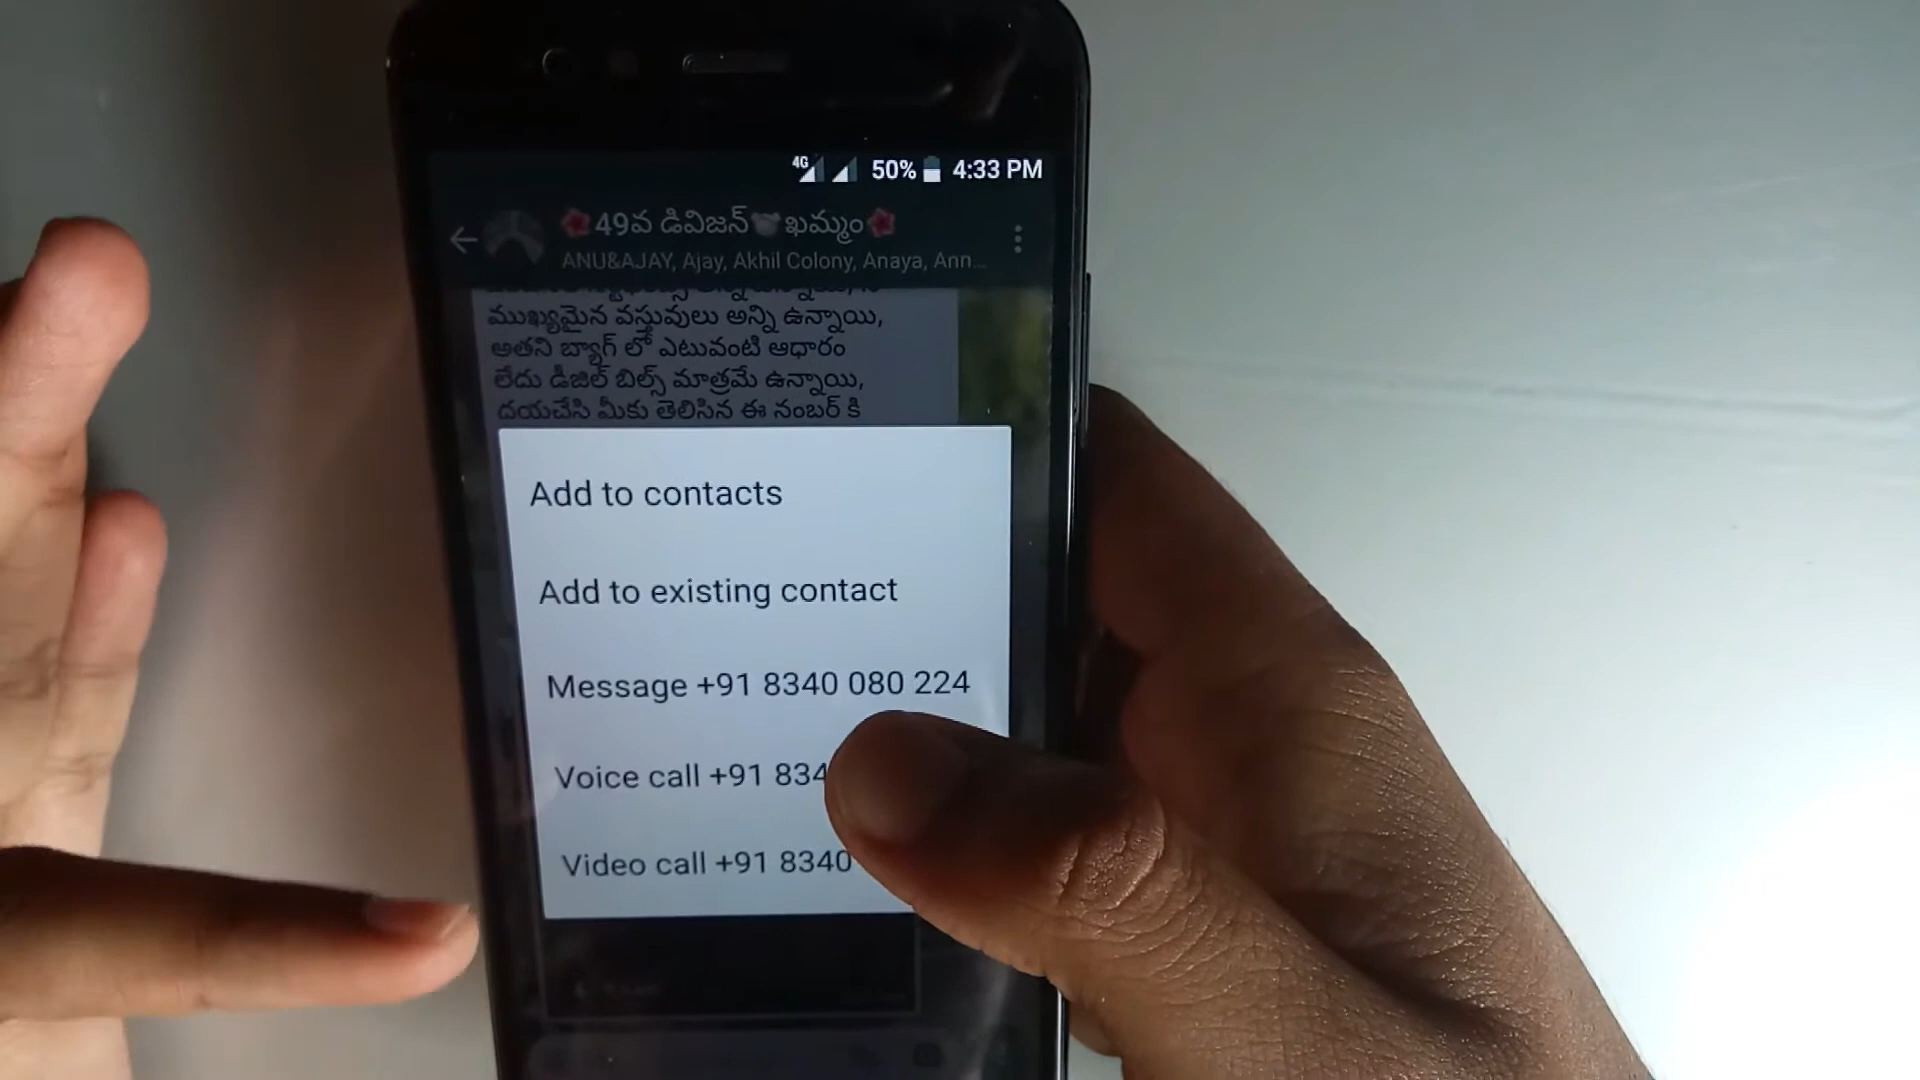 4G 50% 4:33 PM
49వ డివిజన్ ఖమ్మం
ANU&AJAY, Ajay, Akhil Colony, Anaya, Ann...
ముఖ్యమైన వస్తువులు అన్ని ఉన్నాయి,
అతని బ్యాగ్ లో ఎటువంటి ఆధారం
లేదు డీజిల్ బిల్స్ మాత్రమే ఉన్నాయి,
దయచేసి మీకు తెలిసిన ఈ నంబర్ కి
Add to contacts
Add to existing contact
Message +91 8340 080 224
Voice call +91 834
Video call +91 8340